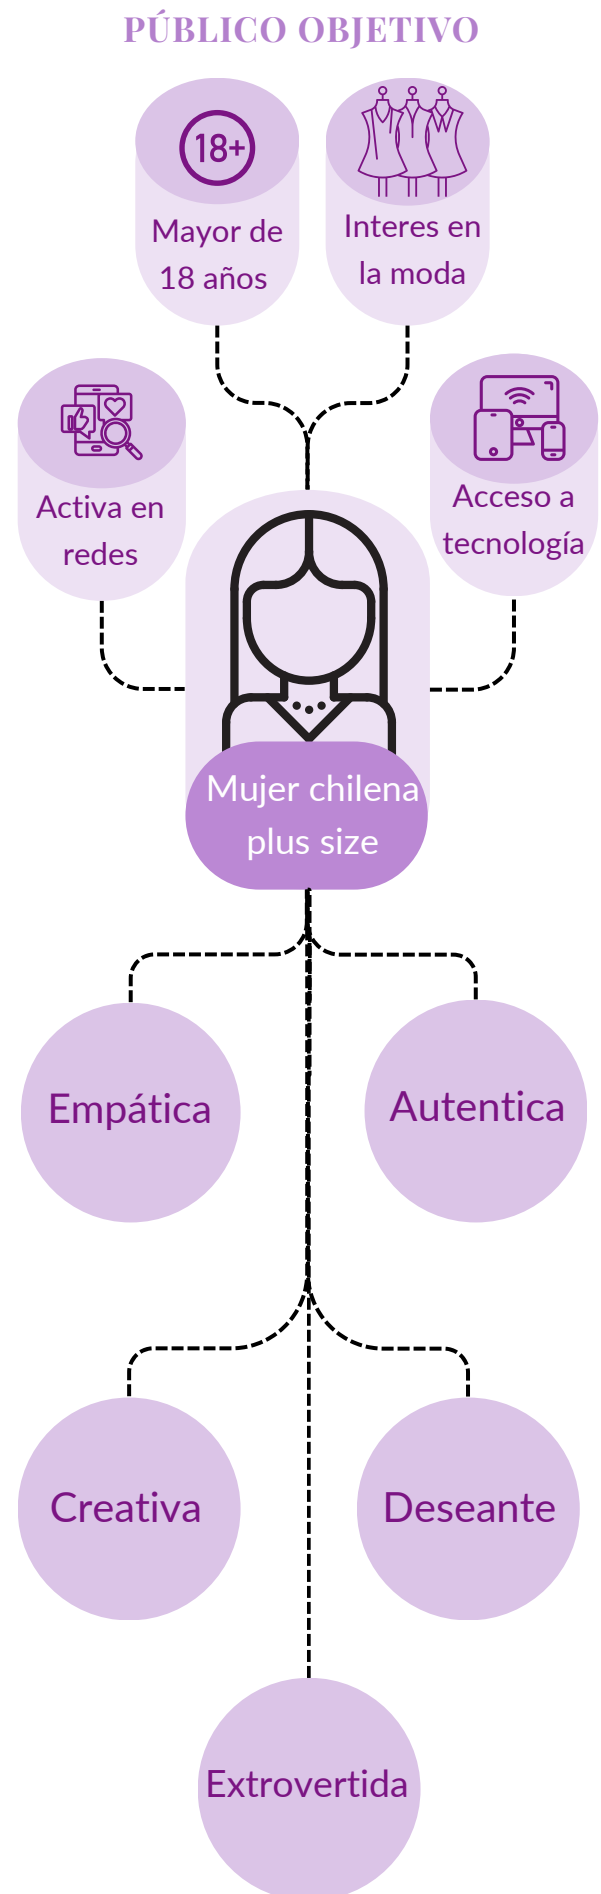 PÚBLICO OBJETIVO
18+
Mayor de
18 años
Interes en
la moda
Activa en
redes
Acceso a
tecnología
Mujer chilena
plus size
Empática
Autentica
Creativa
Deseante
Extrovertida